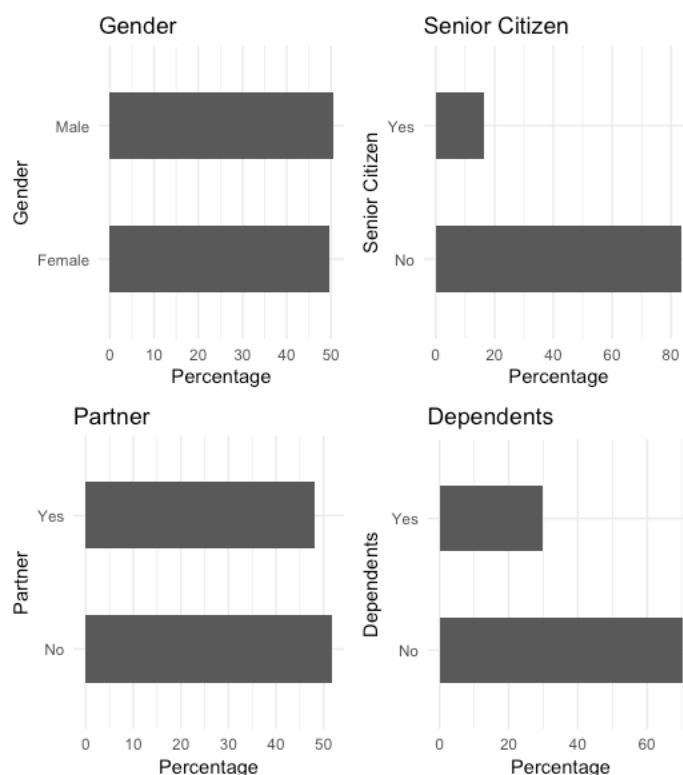 Gender
Gender
Male
Female
0 10 20 30 40 50
Percentage
Senior Citizen
Senior Citizen
Yes
No
0 20 40 60 80
Percentage
Partner
Partner
Yes
No
0 10 20 30 40 50
Percentage
Dependents
Dependents
Yes
No
0 20 40 60
Percentage